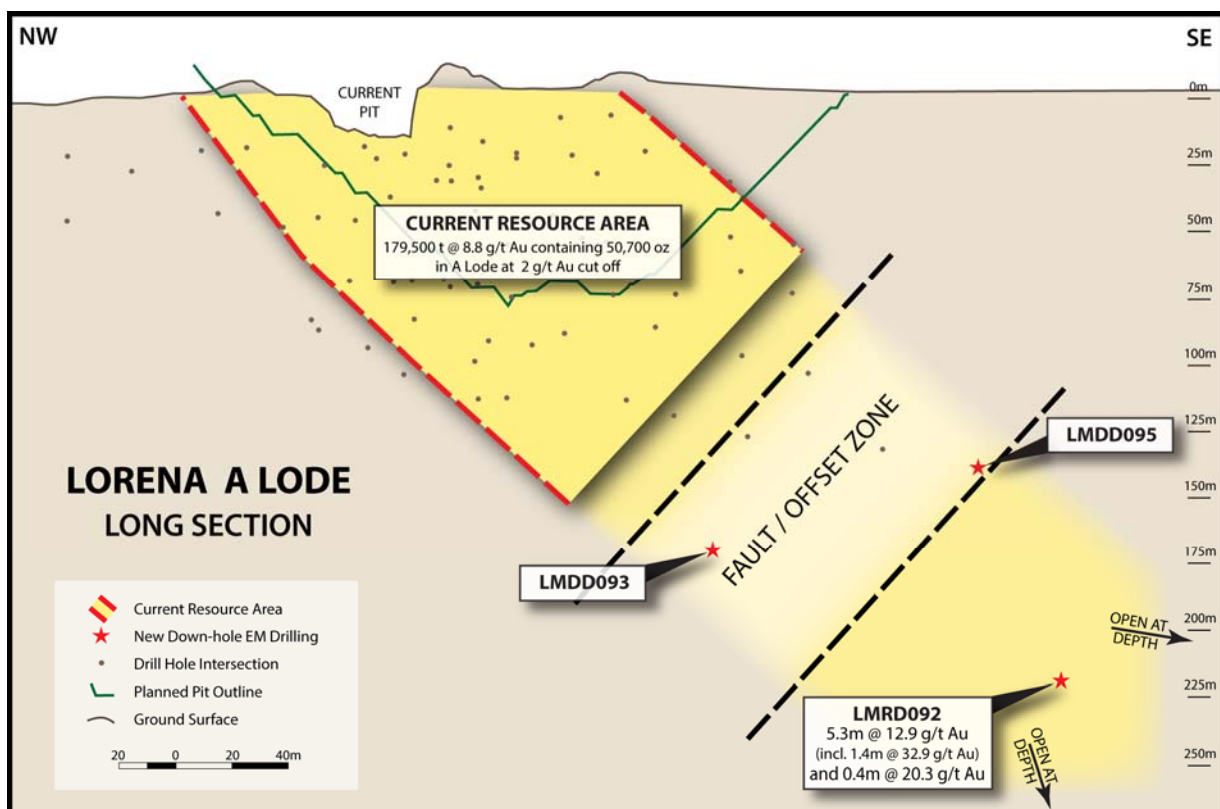 NW
SE
CURRENT
PIT
0m
25m
50m
75m
100m
125m
150m
175m
200m
225m
250m
CURRENT RESOURCE AREA
179,500 t @ 8.8 g/t Au containing 50,700 oz
in A Lode at 2 g/t Au cut off
FAULT / OFFSET ZONE
LMDD095
LMDD093
LORENA A LODE
LONG SECTION
Current Resource Area
New Down-hole EM Drilling
Drill Hole Intersection
Planned Pit Outline
Ground Surface
20 0 20 40m
OPEN AT
DEPTH
LMRD092
5.3m @ 12.9 g/t Au
(incl. 1.4m @ 32.9 g/t Au)
and 0.4m @ 20.3 g/t Au
OPEN AT
DEPTH